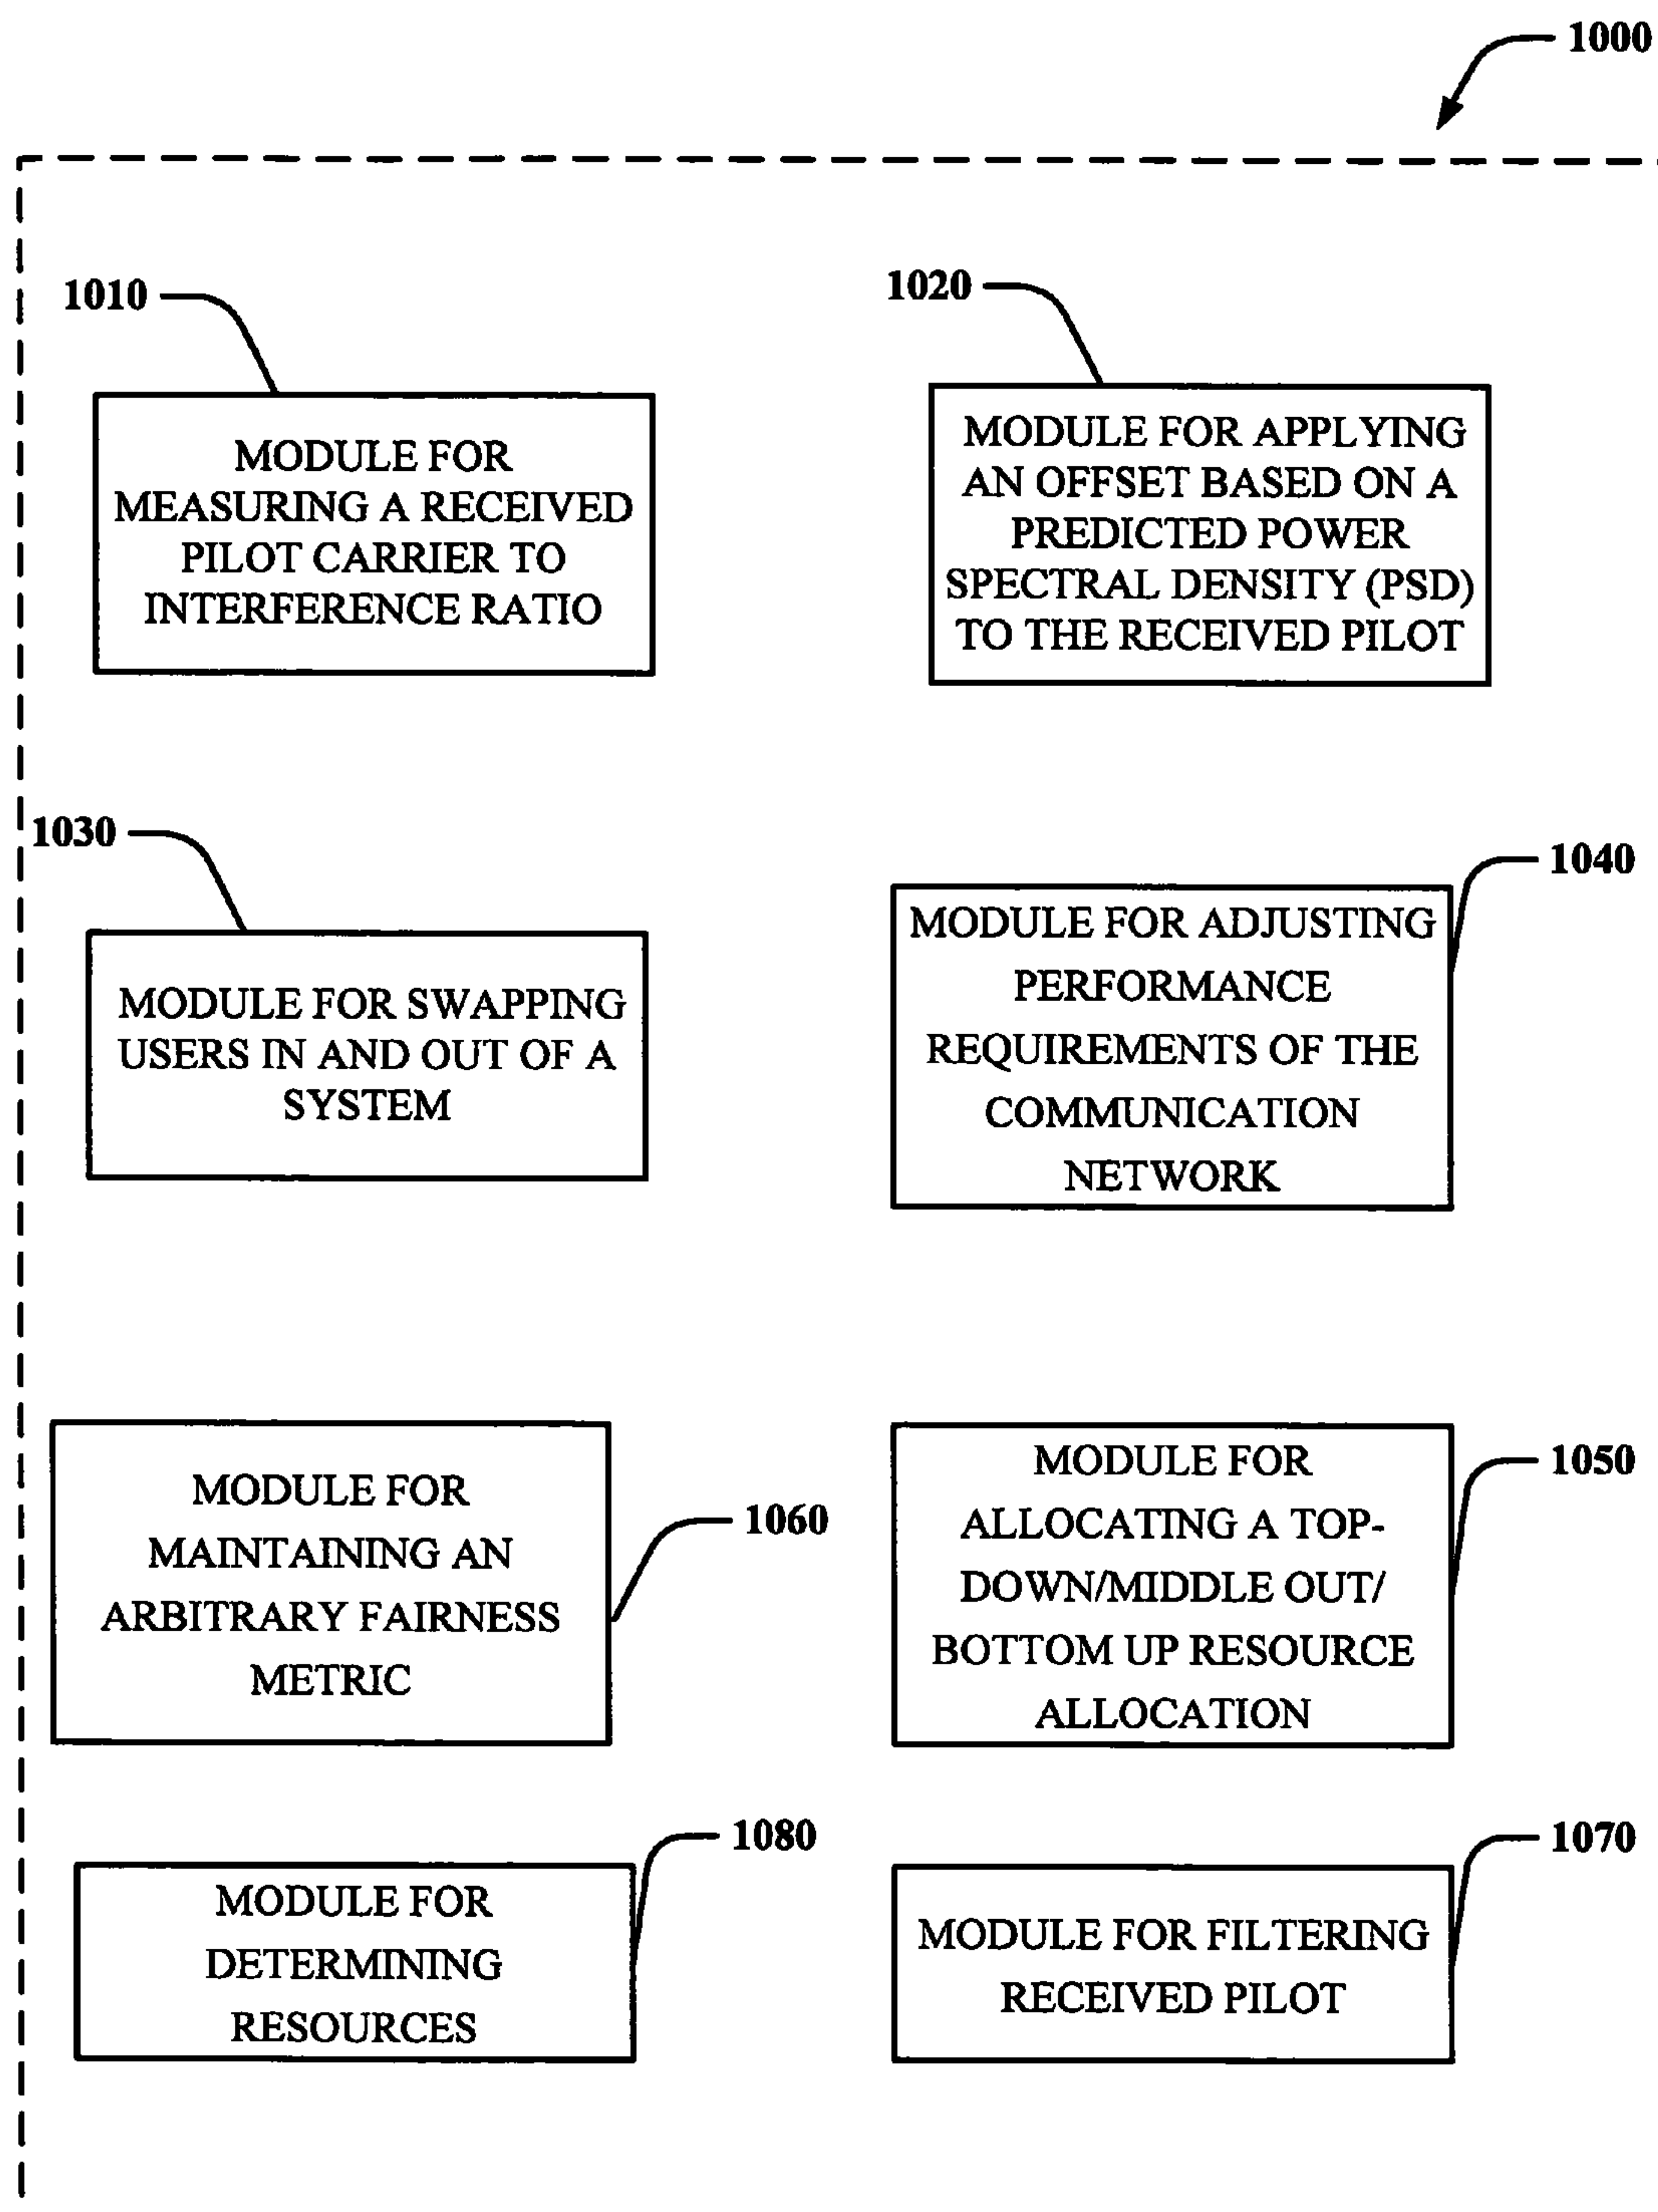 1000
1010
MODULE FOR
MEASURING A RECEIVED
PILOT CARRIER TO
INTERFERENCE RATIO
1020
MODULE FOR APPLYING
AN OFFSET BASED ON A
PREDICTED POWER
SPECTRAL DENSITY (PSD)
TO THE RECEIVED PILOT
1030
MODULE FOR SWAPPING
USERS IN AND OUT OF A
SYSTEM
1040
MODULE FOR ADJUSTING
PERFORMANCE
REQUIREMENTS OF THE
COMMUNICATION
NETWORK
MODULE FOR
MAINTAINING AN
ARBITRARY FAIRNESS
METRIC
1060
MODULE FOR
ALLOCATING A TOP-
DOWN/MIDDLE OUT/
BOTTOM UP RESOURCE
ALLOCATION
1050
1080
MODULE FOR
DETERMINING
RESOURCES
1070
MODULE FOR FILTERING
RECEIVED PILOT